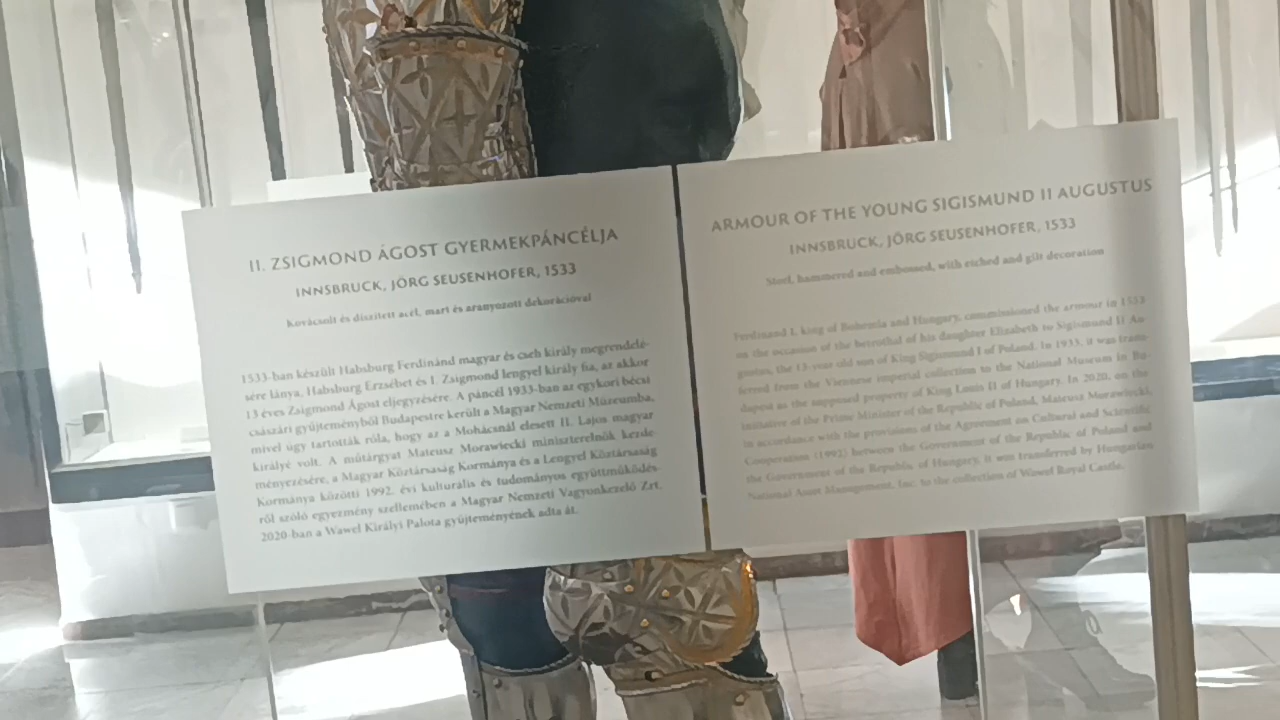 II. ZSIGMOND ÁGOST GYERMEKPÁNCÉLJA
INNSBRUCK, JÖRG SEUSENHOFER, 1533
Kovácsolt és díszített acél, mart és aranyozott dekorációval
1533-ban készült Habsburg Ferdinánd magyar és cseh király megrendelé-
sére lánya, Habsburg Erzsébet és I. Zsigmond lengyel király fia, az akkor
13 éves Zsigmond Ágost eljegyzésére. A páncél 1933-ban az egykori bécsi
császári gyűjteményből Budapestre került a Magyar Nemzeti Múzeumba,
mivel úgy tartották róla, hogy az a Mohácsnál elesett II. Lajos magyar
királyé volt. A műtárgyat Mateusz Morawiecki miniszterelnök kezde-
ményezésére, a Magyar Köztársaság Kormánya és a Lengyel Köztársaság
Kormánya közötti 1992. évi kulturális és tudományos együttműködés-
ről szóló egyezmény szellemében a Magyar Nemzeti Vagyonkezelő Zrt.
2020-ban a Wawel Királyi Palota gyűjteményének adta át.
ARMOUR OF THE YOUNG SIGISMUND II AUGUSTUS
INNSBRUCK, JÖRG SEUSENHOFER, 1533
Steel, hammered and embossed, with etched and gilt decoration
Ferdinand I, king of Bohemia and Hungary, commissioned the armour in 1533
on the occasion of the betrothal of his daughter Elizabeth to Sigismund II Au-
gustus, the 13-year old son of King Sigismund I of Poland. In 1933, it was trans-
ferred from the Viennese imperial collection to the National Museum in Bu-
dapest as the supposed property of King Louis II of Hungary. In 2020, on the
initiative of the Prime Minister of the Republic of Poland, Mateusz Morawiecki,
in accordance with the provisions of the Agreement on Cultural and Scientific
Cooperation (1992) between the Government of the Republic of Poland and
the Government of the Republic of Hungary, it was transferred by Hungarian
National Asset Management, Inc. to the collection of Wawel Royal Castle.